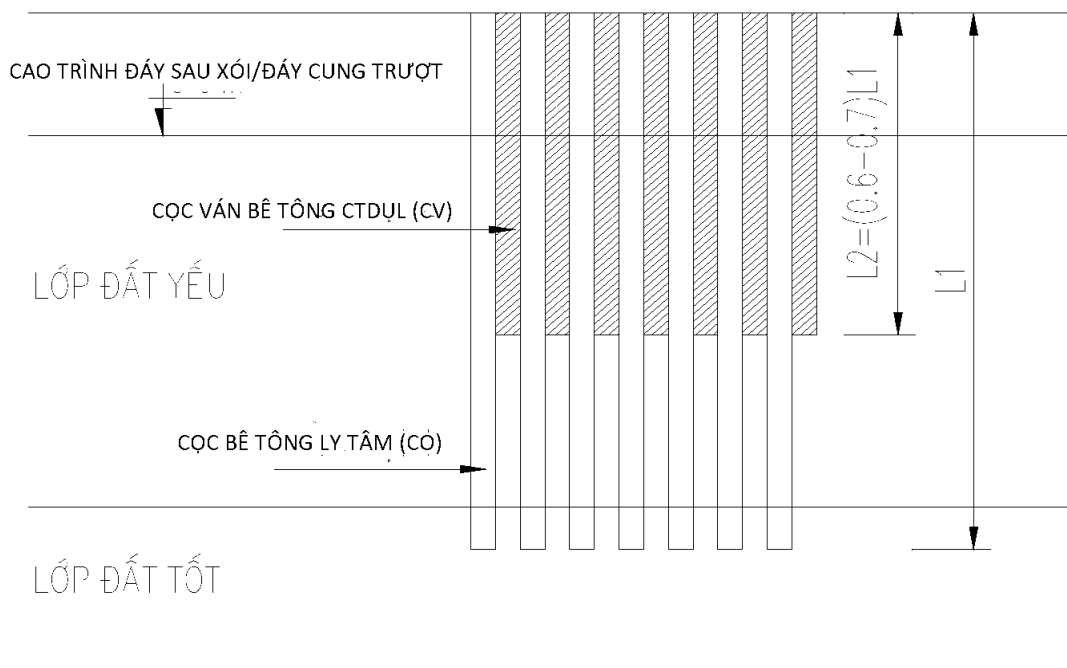 CAO TRÌNH ĐÁY SAU XÓI/ĐÁY CUNG TRƯỢT
CỌC VÁN BÊ TÔNG CTDỤL (CV)
LỚP ĐẤT YẾU
L2=(0.6-0.7)L1
L1
CỌC BÊ TÔNG LY TÂM (CO)
LỚP ĐẤT TỐT